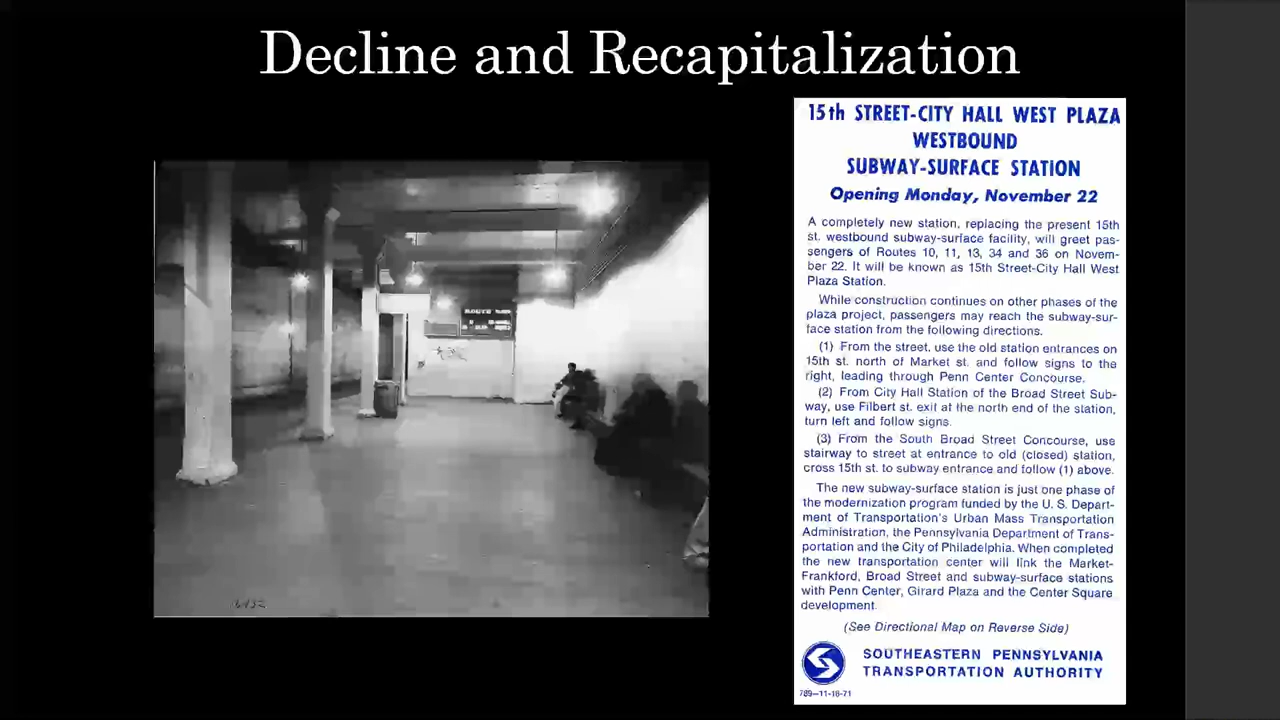 Decline and Recapitalization
15th STREET-CITY HALL WEST PLAZA
WESTBOUND
SUBWAY-SURFACE STATION
Opening Monday, November 22
A completely new station, replacing the present 15th
st. westbound subway-surface facility, will greet pas-
sengers of Routes 10, 11, 13, 34 and 36 on Novem-
ber 22. It will be known as 15th Street-City Hall West
Plaza Station.
While construction continues on other phases of the
plaza project, passengers may reach the subway-sur-
face station from the following directions.
(1) From the street, use the old station entrances on
15th st. north of Market st. and follow signs to the
right, leading through Penn Center Concourse.
(2) From City Hall Station of the Broad Street Sub-
way, use Filbert st. exit at the north end of the station,
turn left and follow signs.
(3) From the South Broad Street Concourse, use
stairway to street at entrance to old (closed) station,
cross 15th st. to subway entrance and follow (1) above.
The new subway-surface station is just one phase of
the modernization program funded by the U. S. Depart-
ment of Transportation's Urban Mass Transportation
Administration, the Pennsylvania Department of Trans-
portation and the City of Philadelphia. When completed
the new transportation center will link the Market-
Frankford, Broad Street and subway-surface stations
with Penn Center, Girard Plaza and the Center Square
development.
(See Directional Map on Reverse Side)
SOUTHEASTERN PENNSYLVANIA
TRANSPORTATION AUTHORITY
789-11-18-71